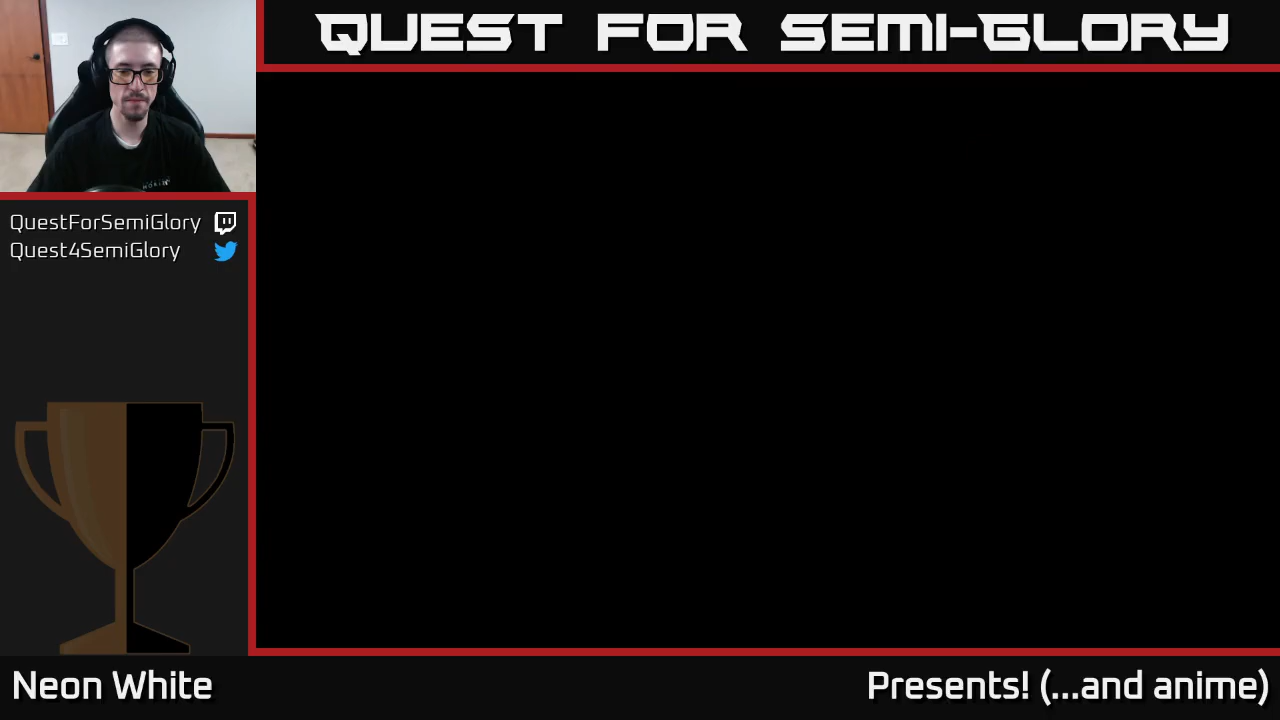 QUEST FOR SEMI-GLORY
QuestForSemiGlory
Quest4SemiGlory
Neon White
Presents! (...and anime)